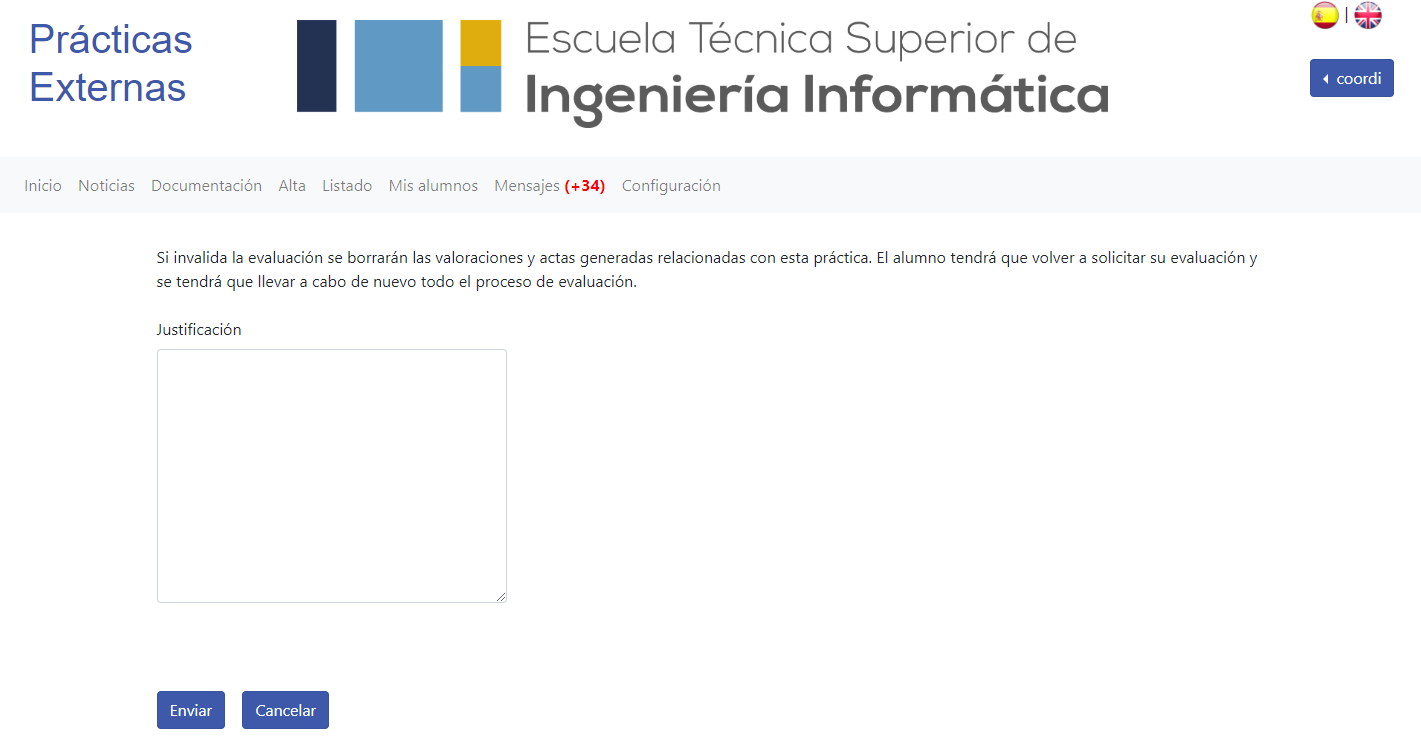 Prácticas
Externas
Escuela Técnica Superior de
Ingeniería Informática
|
coordi
Inicio Noticias Documentación Alta Listado Mis alumnos Mensajes (+34) Configuración
Si invalida la evaluación se borrarán las valoraciones y actas generadas relacionadas con esta práctica. El alumno tendrá que volver a solicitar su evaluación y
se tendrá que llevar a cabo de nuevo todo el proceso de evaluación.
Justificación
Enviar Cancelar